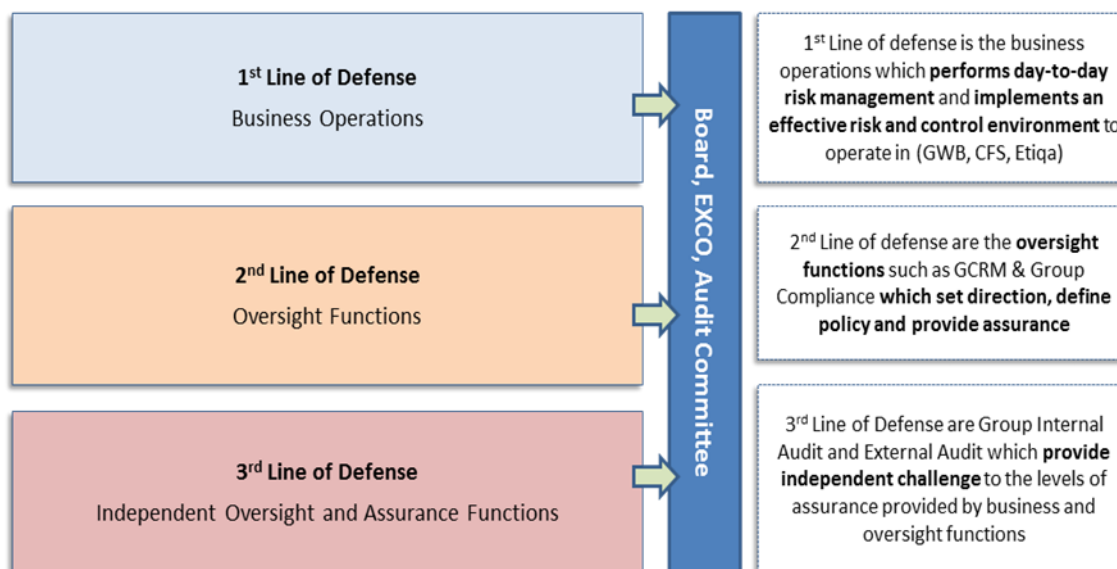 1st Line of Defense
Business Operations
2nd Line of Defense
Oversight Functions
3rd Line of Defense
Independent Oversight and Assurance Functions
Board, EXCO, Audit Committee
1st Line of defense is the business
operations which performs day-to-day
risk management and implements an
effective risk and control environment to
operate in (GWB, CFS, Etiqa)
2nd Line of defense are the oversight
functions such as GCRM & Group
Compliance which set direction, define
policy and provide assurance
3rd Line of Defense are Group Internal
Audit and External Audit which provide
independent challenge to the levels of
assurance provided by business and
oversight functions